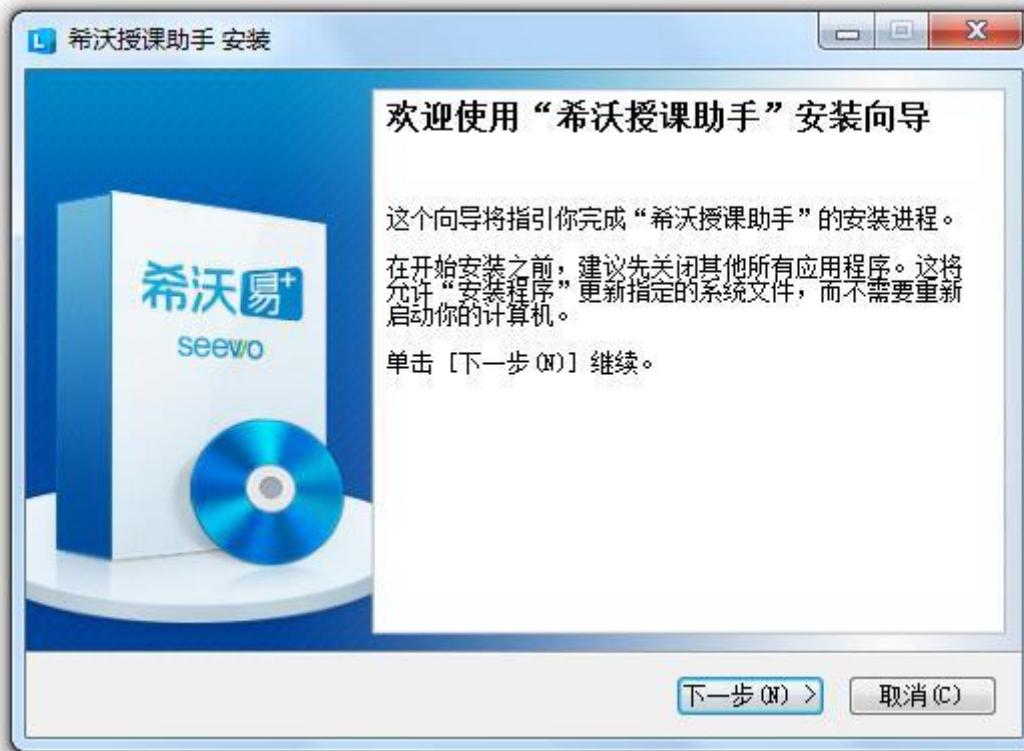 希沃授课助手 安装
欢迎使用“希沃授课助手”安装向导
这个向导将指引你完成“希沃授课助手”的安装进程。
在开始安装之前，建议先关闭其他所有应用程序。这将
允许“安装程序”更新指定的系统文件，而不需要重新
启动你的计算机。
单击 [下一步(N)] 继续。
希沃易+
seewo
下一步(N) >
取消(C)